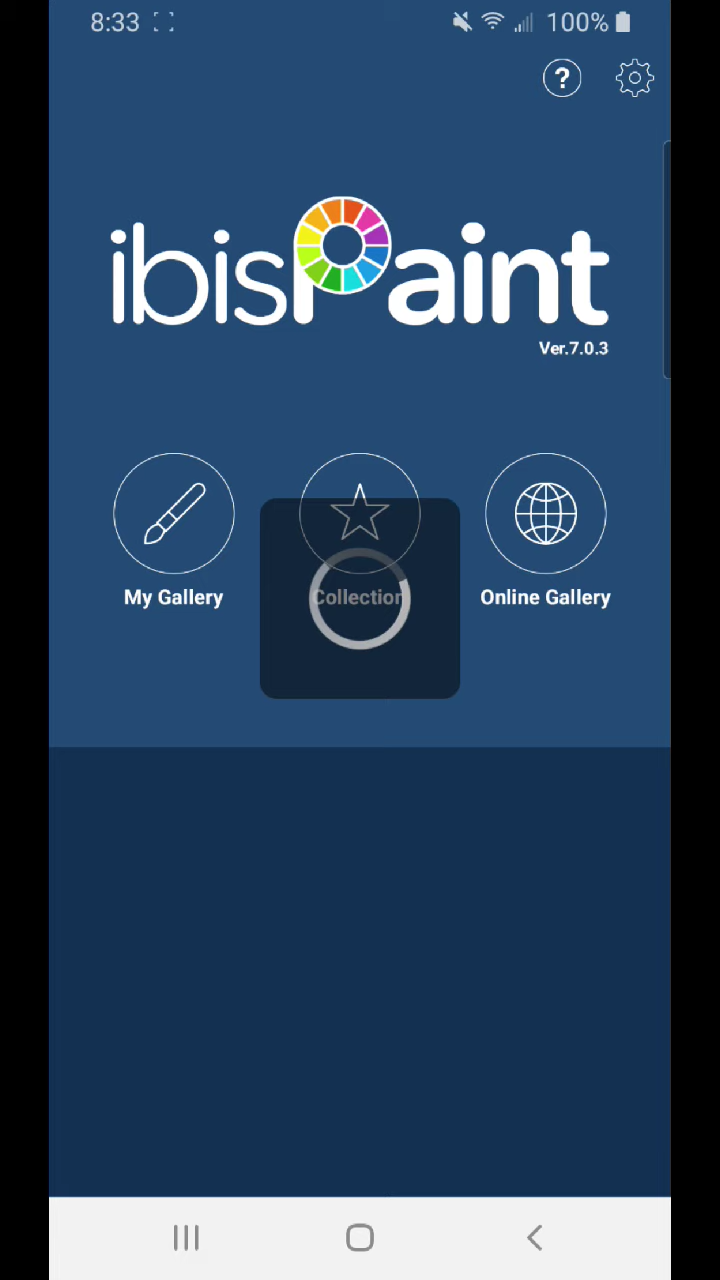 8:33
100%
?
ibisPaint
Ver.7.0.3
My Gallery
Collection
Online Gallery